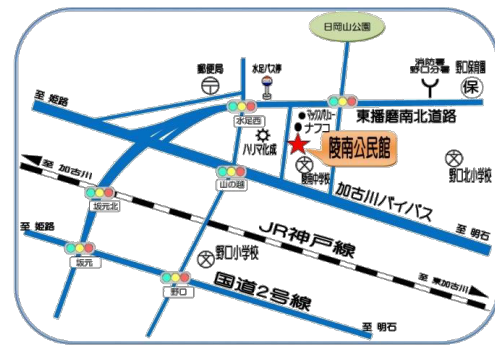 日岡山公園
郵便局
水足バス停
消防署
野口分署
野口保育園
保
至 姫路
水足西
マックスバリュー
ナフコ
東播磨南北道路
ハリマ化成
陵南公民館
文
陵南中学校
文
野口北小学校
至 加古川
山の越
加古川バイパス
坂元北
至 明石
至 姫路
JR神戸線
文
野口小学校
坂元
野口
国道2号線
至 東加古川
至 明石